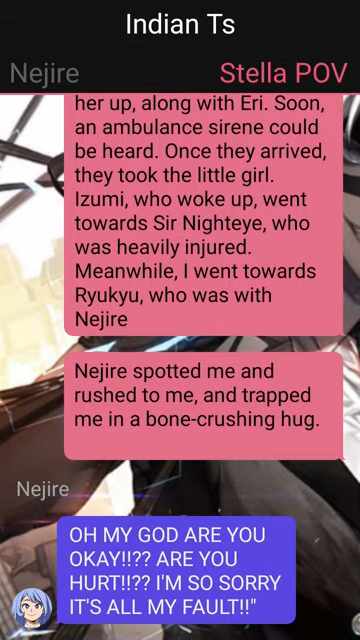 Indian Ts
Nejire
Stella POV
her up, along with Eri. Soon,
an ambulance sirene could
be heard. Once they arrived,
they took the little girl.
Izumi, who woke up, went
towards Sir Nighteye, who
was heavily injured.
Meanwhile, I went towards
Ryukyu, who was with
Nejire
Nejire spotted me and
rushed to me, and trapped
me in a bone-crushing hug.
Nejire
OH MY GOD ARE YOU
OKAY!!?? ARE YOU
HURT!!?? I'M SO SORRY
IT'S ALL MY FAULT!!"